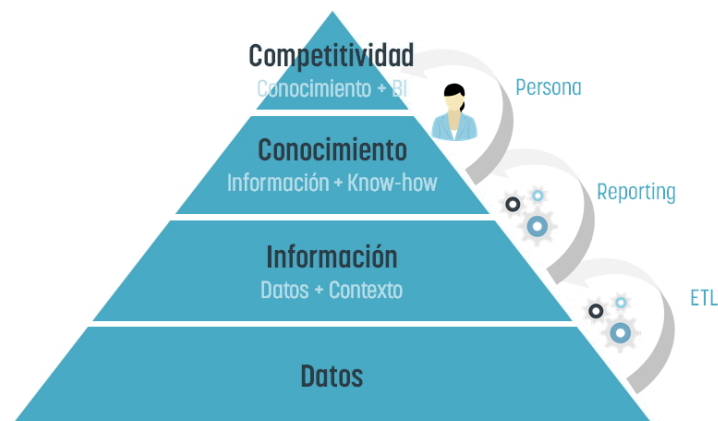 Competitividad
Conocimiento + BI
Persona
Conocimiento
Información + Know-how
Reporting
Información
Datos + Contexto
ETL
Datos